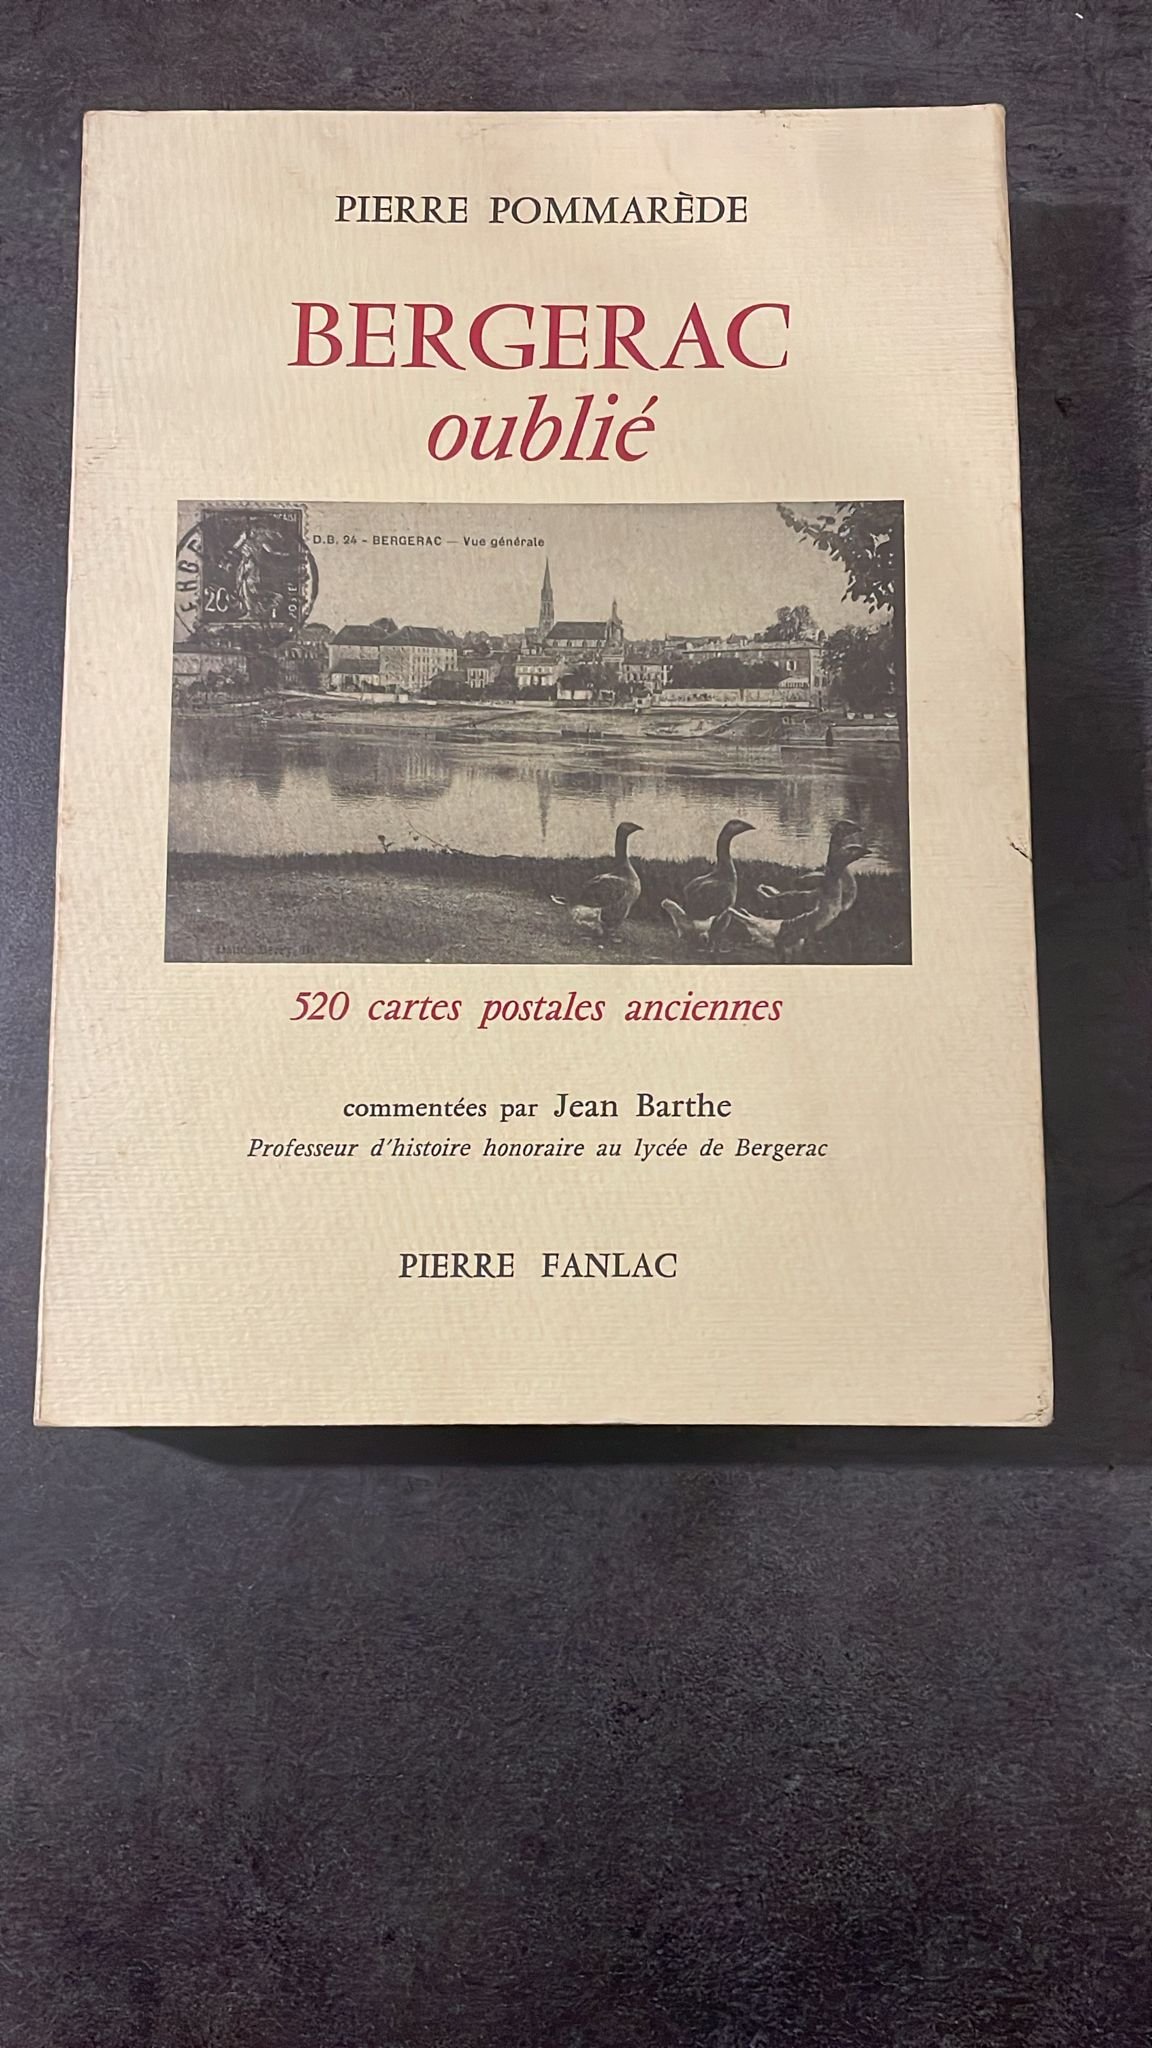 PIERRE POMMARÈDE
BERGERAC
oublié
20c
D.B. 24 - BERGERAC — Vue générale
520 cartes postales anciennes
commentées par Jean Barthe
Professeur d'histoire honoraire au lycée de Bergerac
PIERRE FANLAC